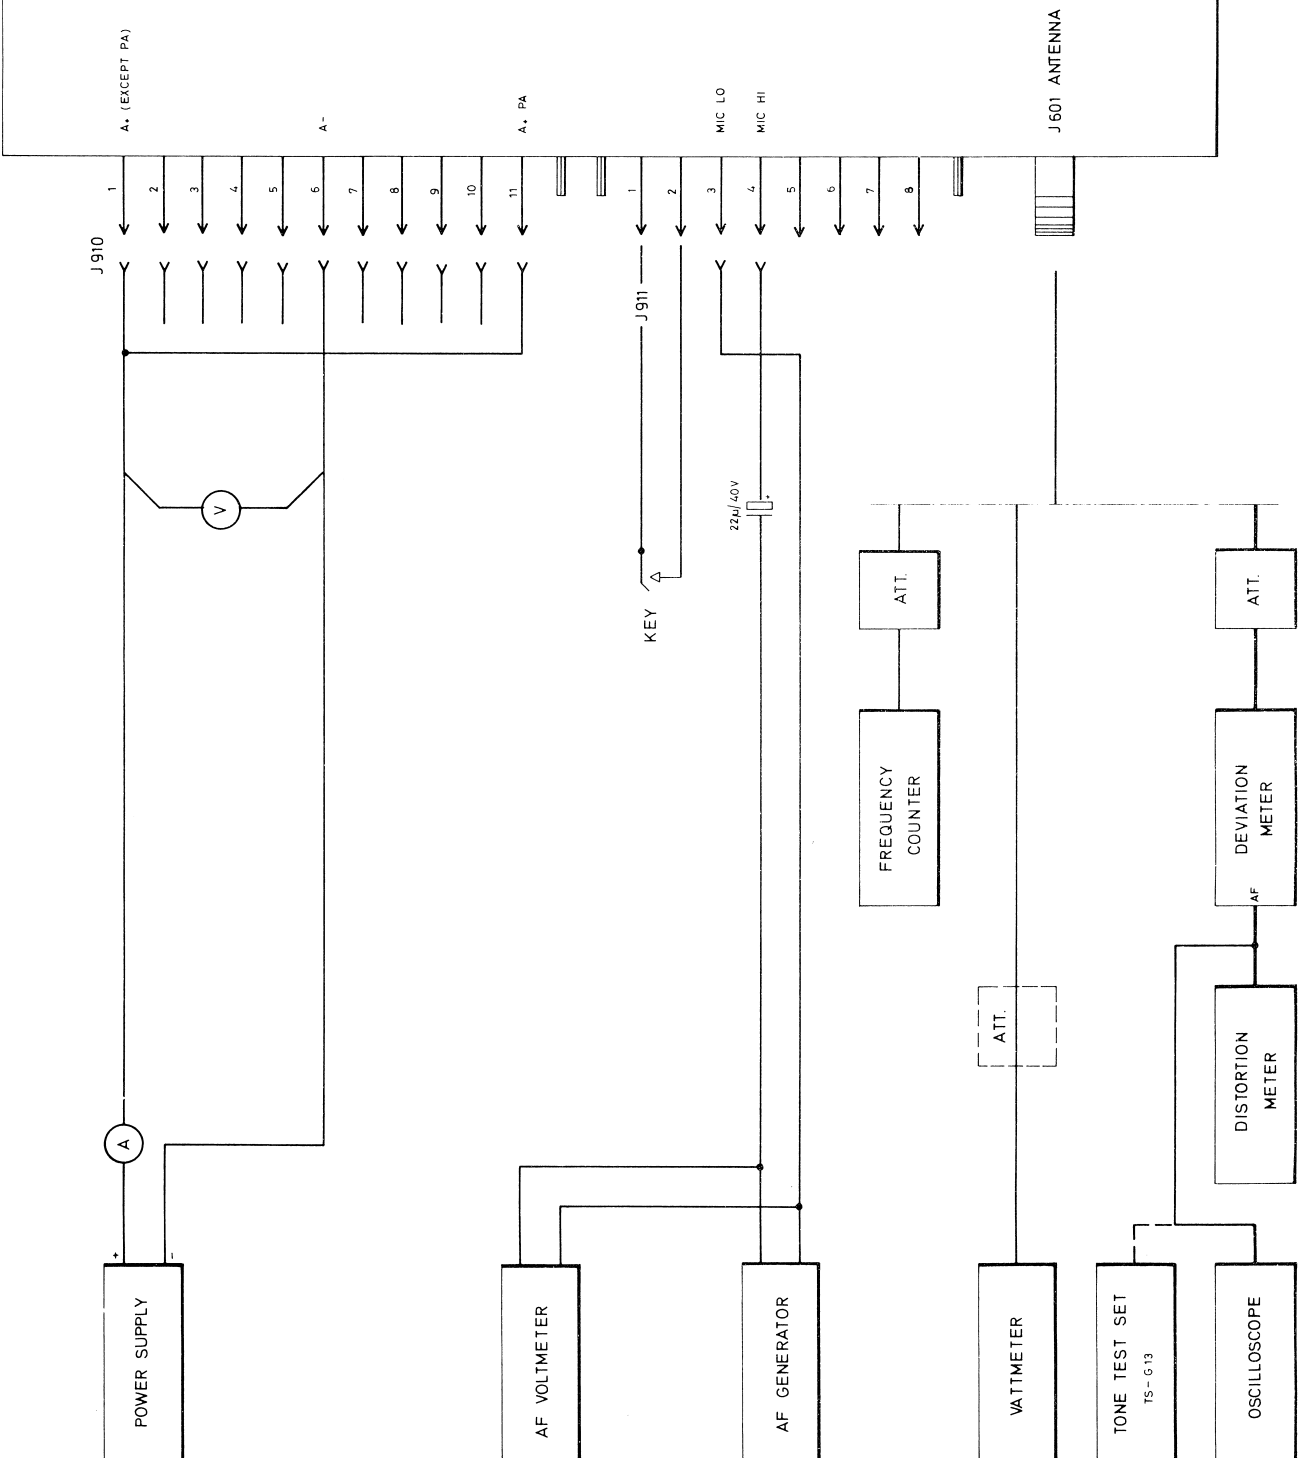 A+ (EXCEPT PA)
A-
A+ PA
MIC LO
MIC HI
J601 ANTENNA
1
2
3
4
5
6
7
8
9
10
11
1
2
3
4
5
6
7
8
J910
J911
V
22µ/40V
+
KEY
ATT.
ATT.
FREQUENCY
COUNTER
DEVIATION
METER
AF
ATT.
DISTORTION
METER
A
+
-
POWER SUPPLY
AF VOLTMETER
AF GENERATOR
VATTMETER
TONE TEST SET
TS-G13
OSCILLOSCOPE